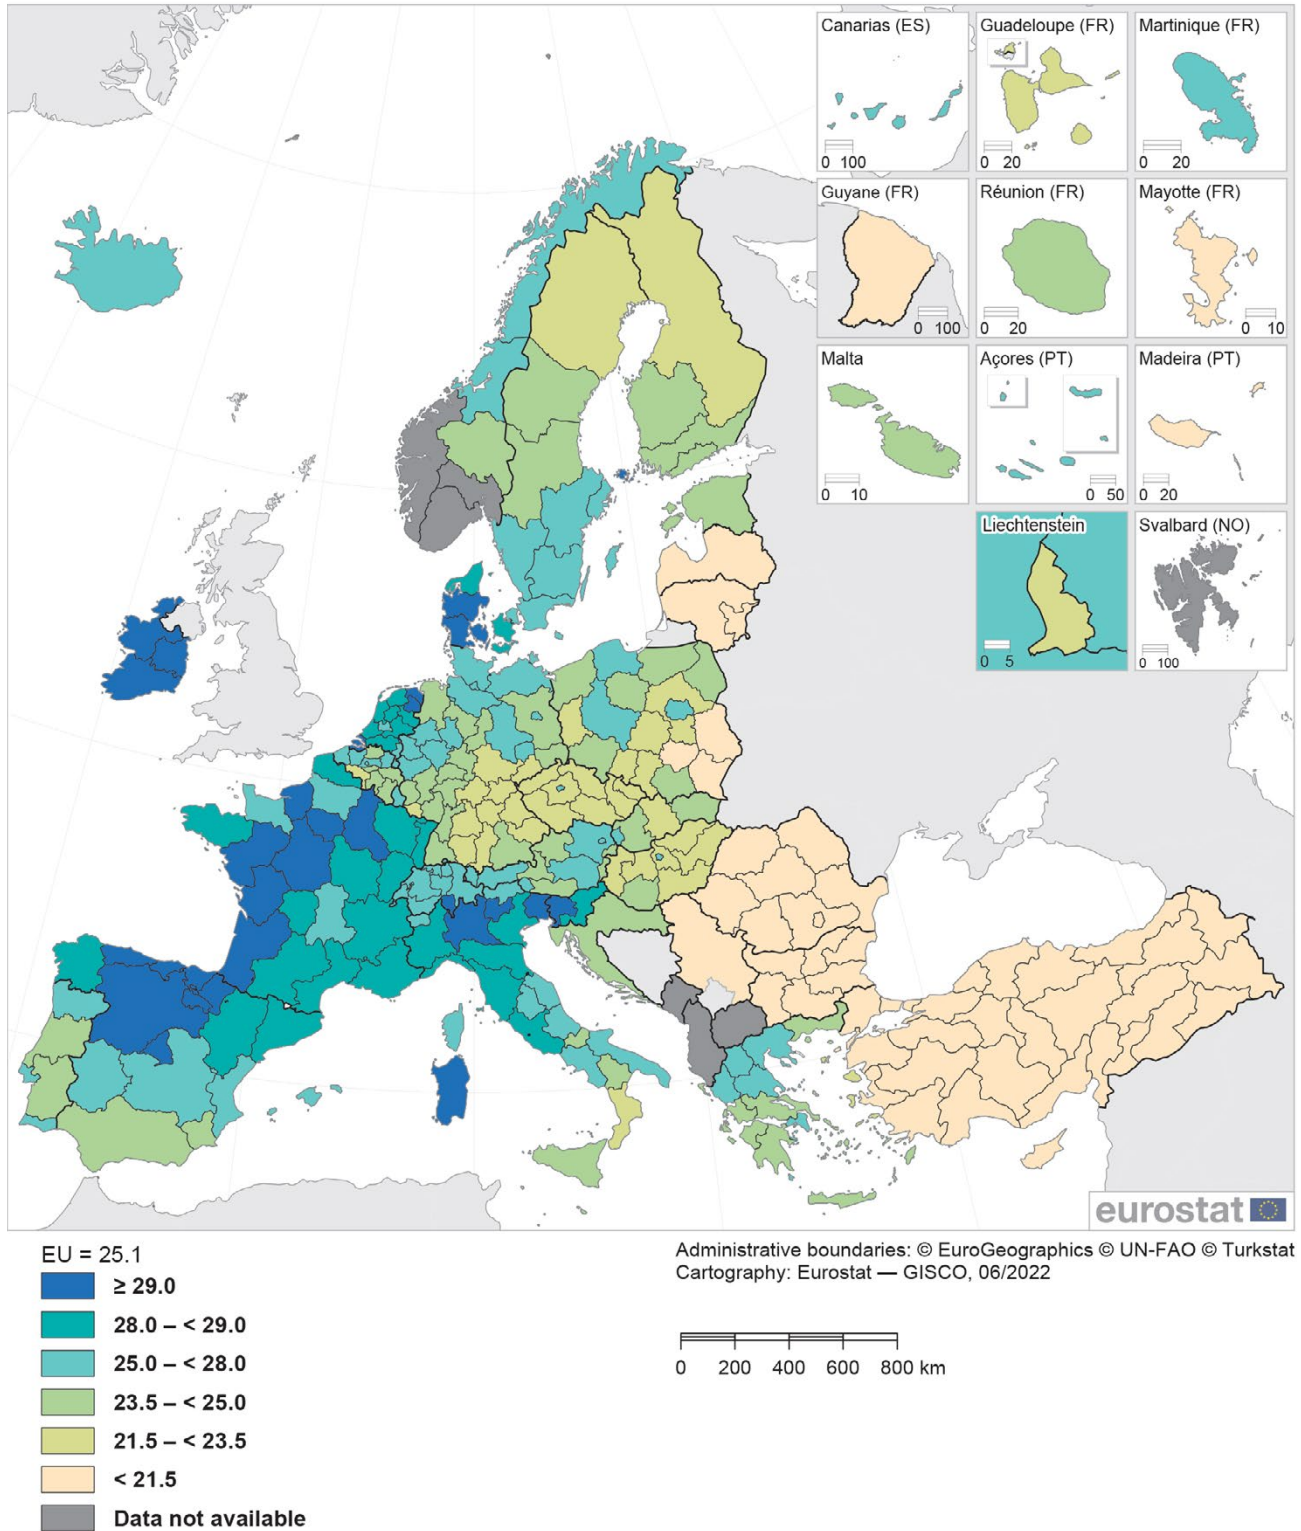 Canarias (ES)
0 100
Guadeloupe (FR)
0 20
Martinique (FR)
0 20
Guyane (FR)
0 100
Réunion (FR)
0 20
Mayotte (FR)
0 10
Malta
0 10
Açores (PT)
0 50
Madeira (PT)
0 20
Liechtenstein
0 5
Svalbard (NO)
0 100
eurostat
EU = 25.1
≥ 29.0
28.0 – < 29.0
25.0 – < 28.0
23.5 – < 25.0
21.5 – < 23.5
< 21.5
Data not available
Administrative boundaries: © EuroGeographics © UN-FAO © Turkstat
Cartography: Eurostat — GISCO, 06/2022
0 200 400 600 800 km